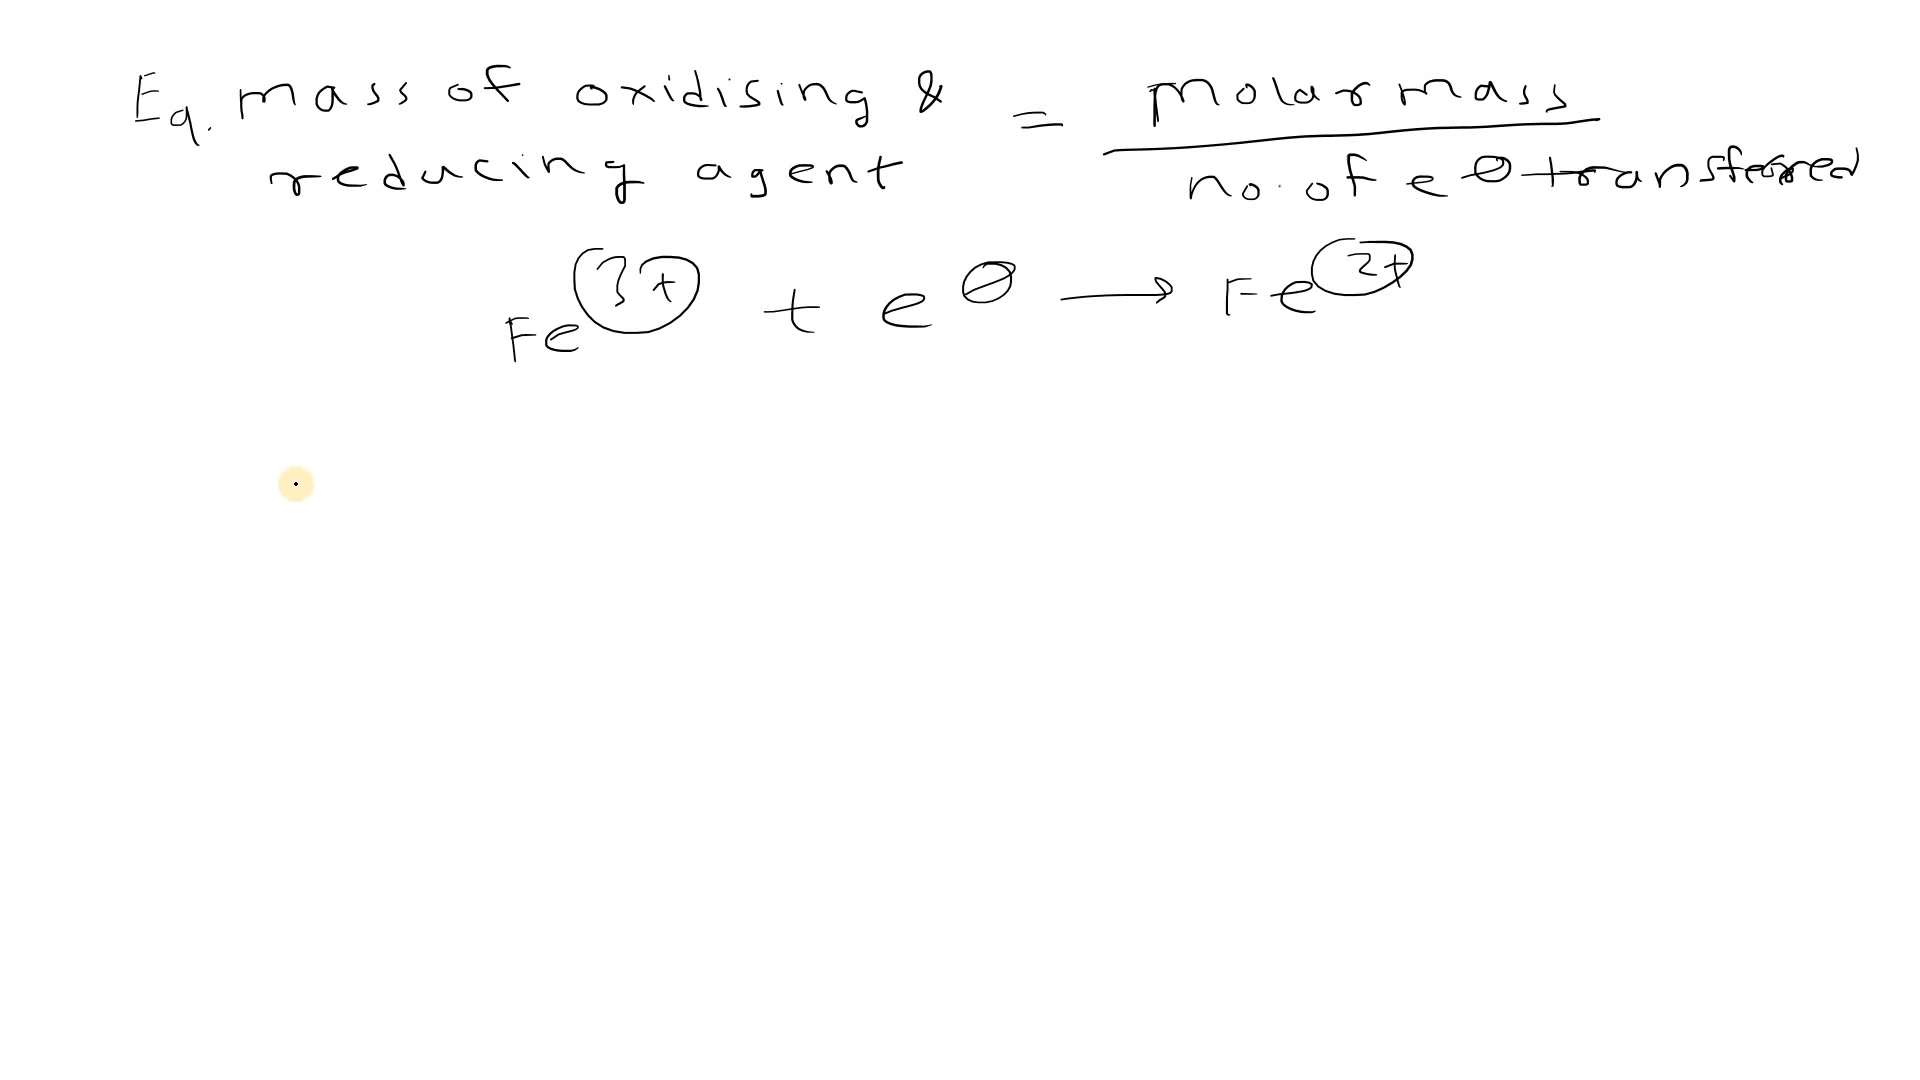 Eq. mass of oxidising & = molar mass
reducing agent no. of e⊖ transferred
Fe³⁺ + e⊖ → Fe²⁺